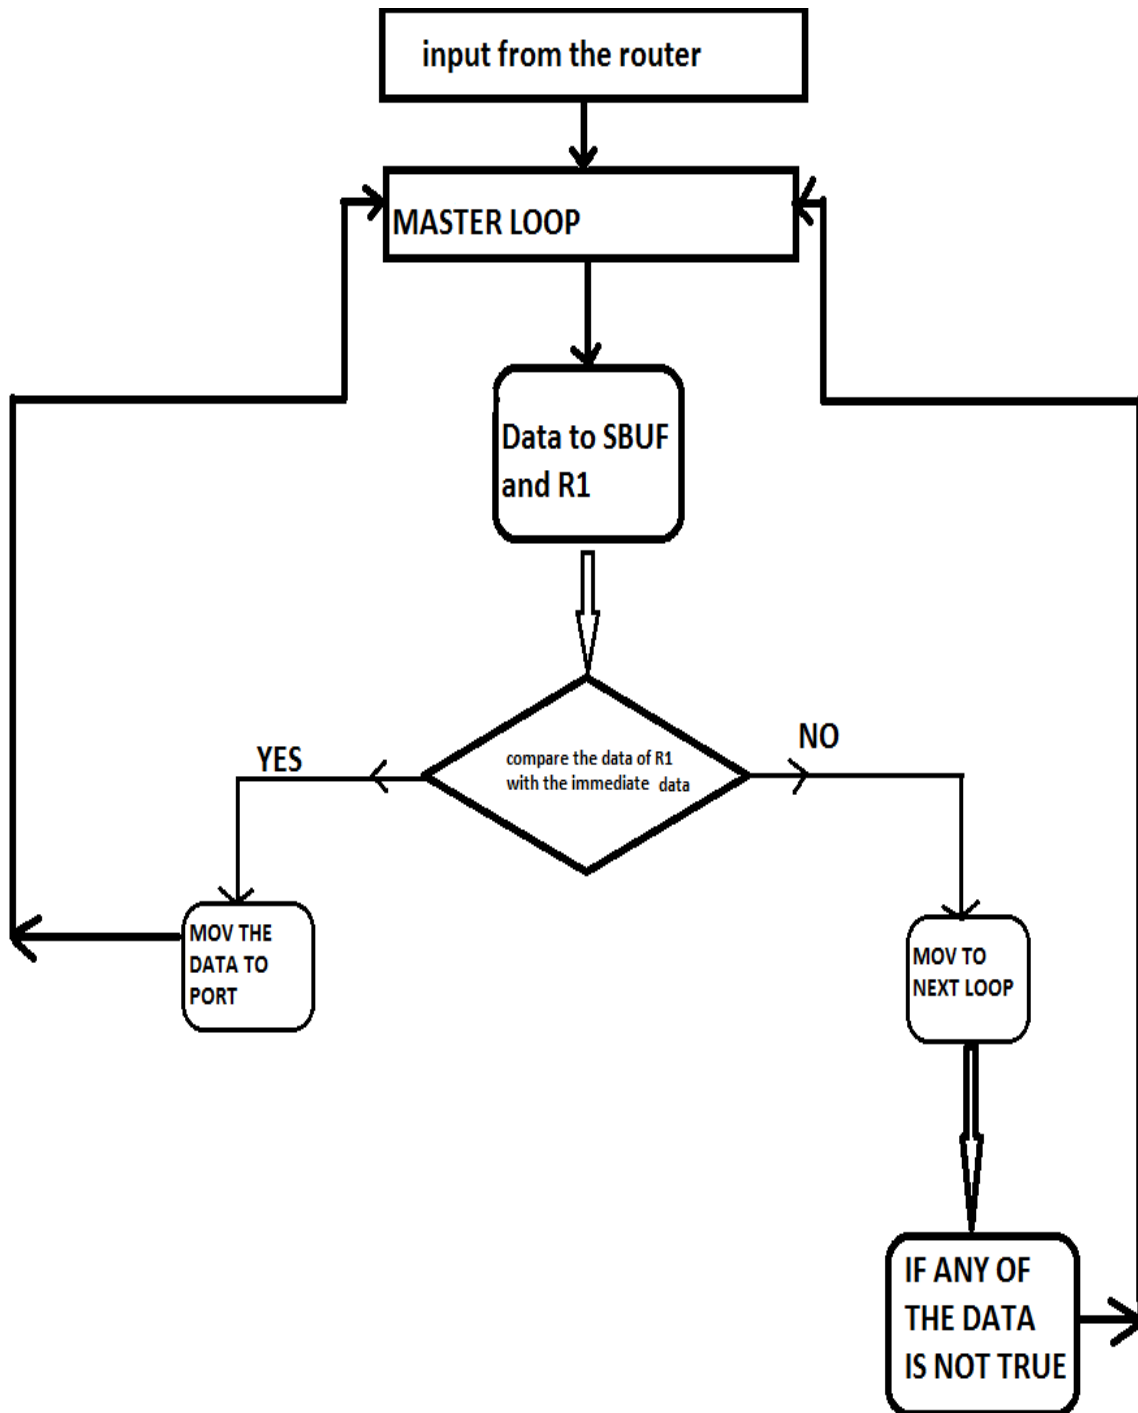 input from the router
MASTER LOOP
Data to SBUF
and R1
compare the data of R1
with the immediate data
YES
NO
MOV THE
DATA TO
PORT
MOV TO
NEXT LOOP
IF ANY OF
THE DATA
IS NOT TRUE